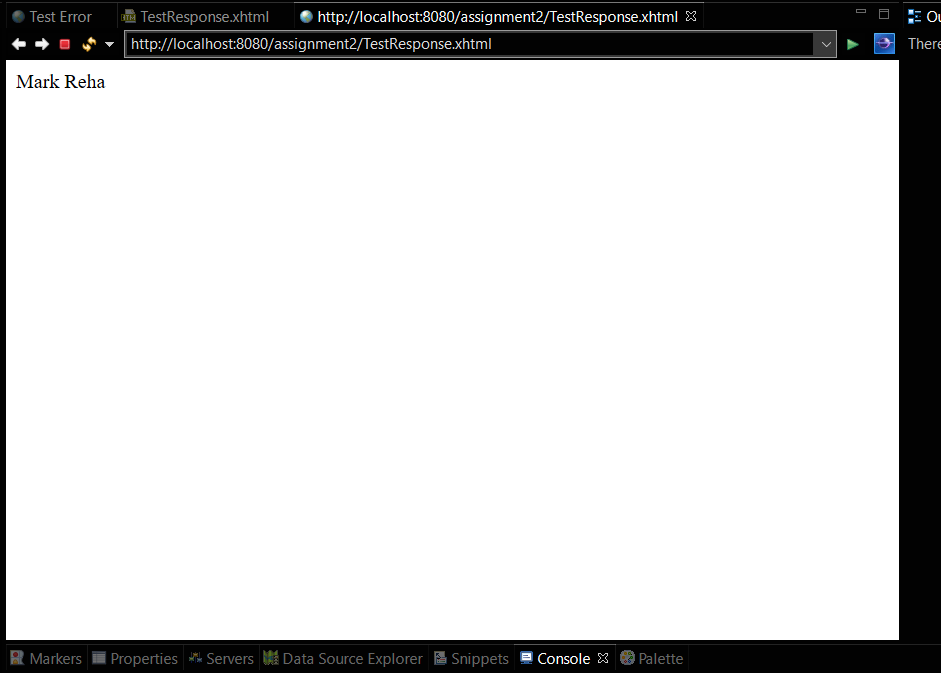 Test Error TestResponse.xhtml http://localhost:8080/assignment2/TestResponse.xhtml
http://localhost:8080/assignment2/TestResponse.xhtml
Mark Reha
Markers Properties Servers Data Source Explorer Snippets Console Palette